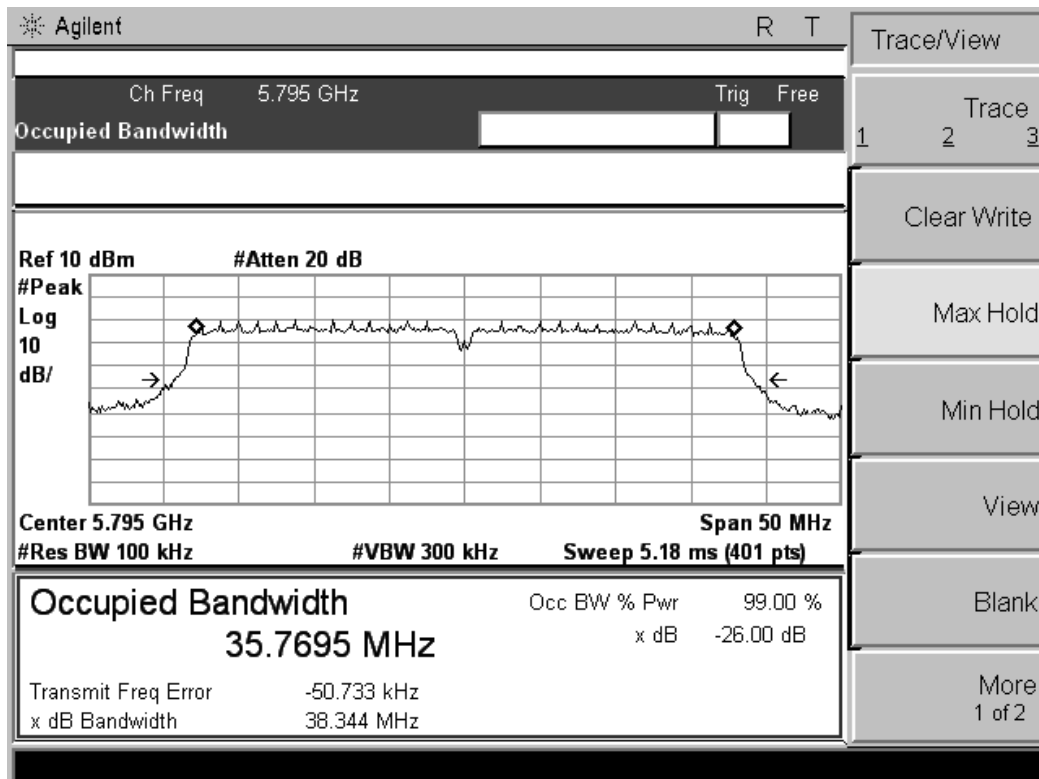 Agilent R T
Ch Freq 5.795 GHz Trig Free
Occupied Bandwidth
Ref 10 dBm #Atten 20 dB
#Peak
Log
10
dB/
Center 5.795 GHz Span 50 MHz
#Res BW 100 kHz #VBW 300 kHz Sweep 5.18 ms (401 pts)
Occupied Bandwidth Occ BW % Pwr 99.00 %
35.7695 MHz x dB -26.00 dB
Transmit Freq Error -50.733 kHz
x dB Bandwidth 38.344 MHz
Trace/View
Trace
1 2 3
Clear Write
Max Hold
Min Hold
View
Blank
More
1 of 2